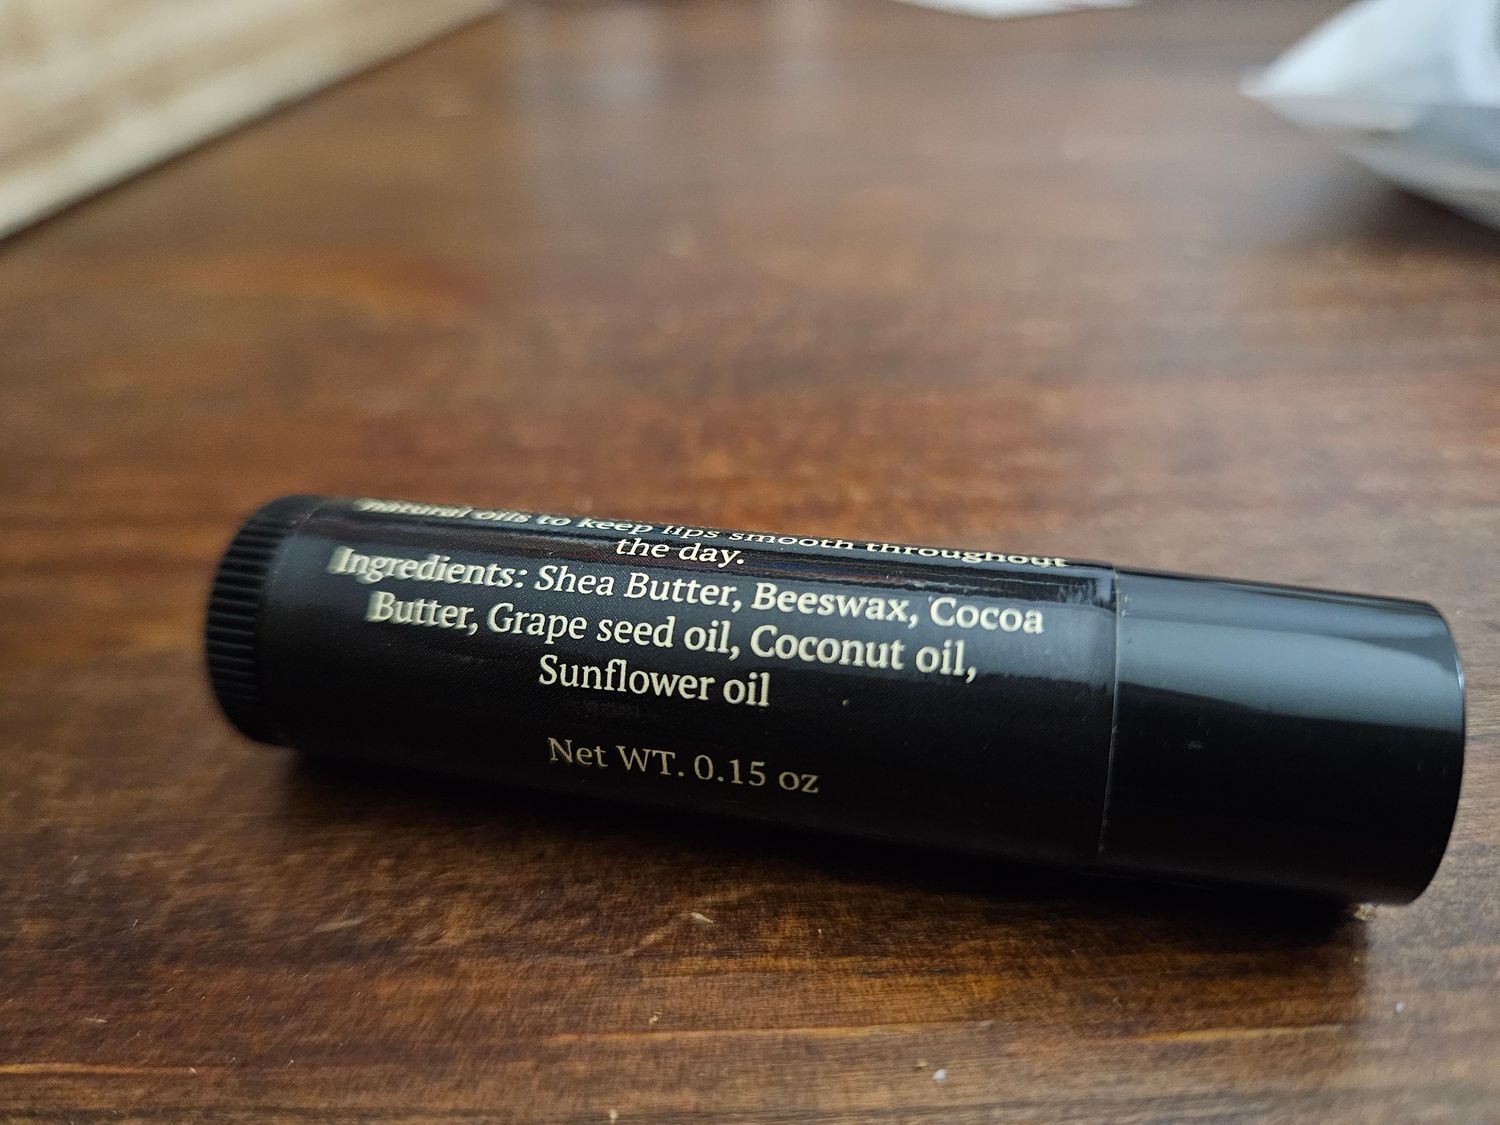 natural oils to keep lips smooth throughout
the day.
Ingredients: Shea Butter, Beeswax, Cocoa
Butter, Grape seed oil, Coconut oil,
Sunflower oil
Net WT. 0.15 oz